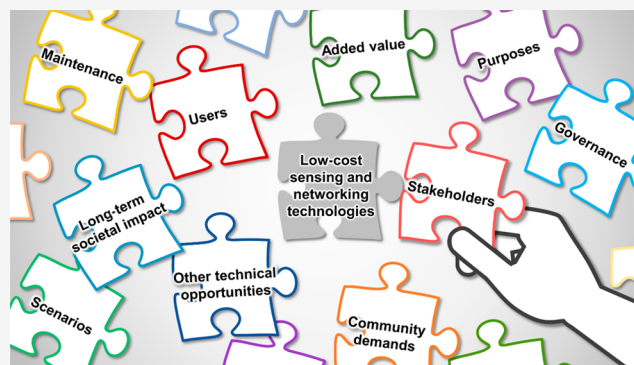 Maintenance
Users
Added value
Purposes
Governance
Low-cost
sensing and
networking
technologies
Stakeholders
Long-term
societal impact
Other technical
opportunities
Scenarios
Community
demands